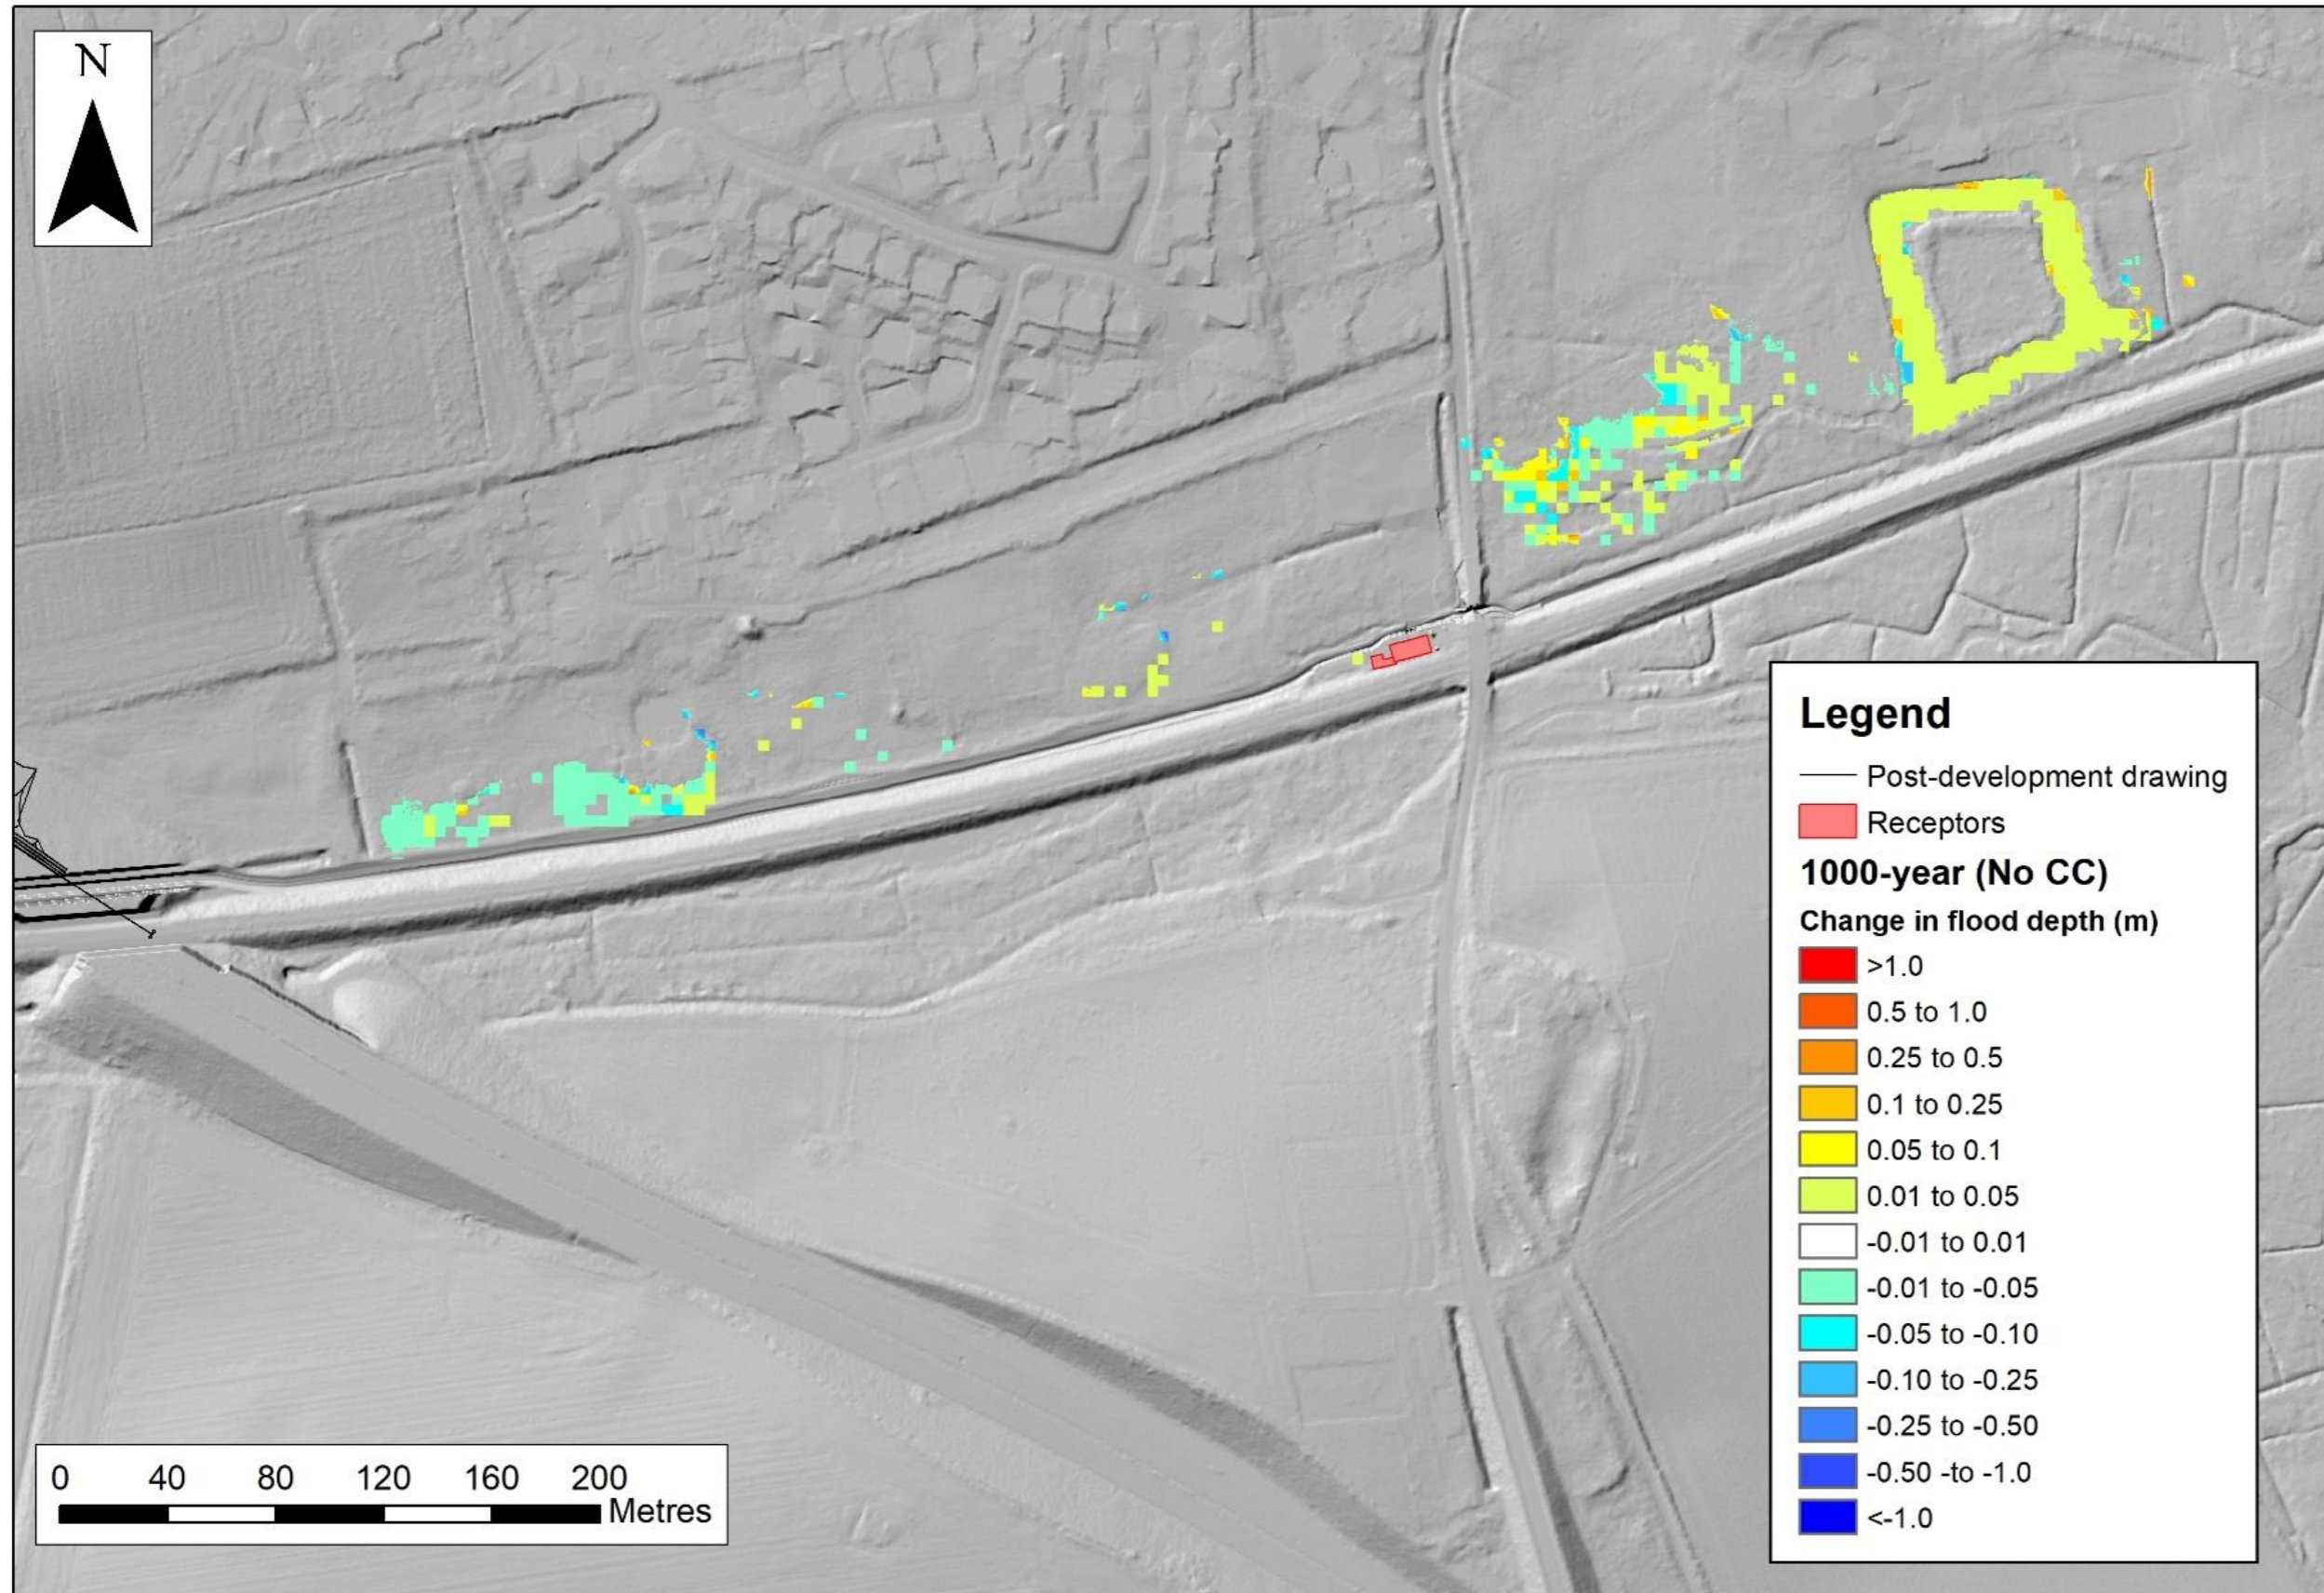 N
Legend
Post-development drawing
Receptors
1000-year (No CC)
Change in flood depth (m)
>1.0
0.5 to 1.0
0.25 to 0.5
0.1 to 0.25
0.05 to 0.1
0.01 to 0.05
-0.01 to 0.01
-0.01 to -0.05
-0.05 to -0.10
-0.10 to -0.25
-0.25 to -0.50
-0.50 -to -1.0
<-1.0
0 40 80 120 160 200
Metres